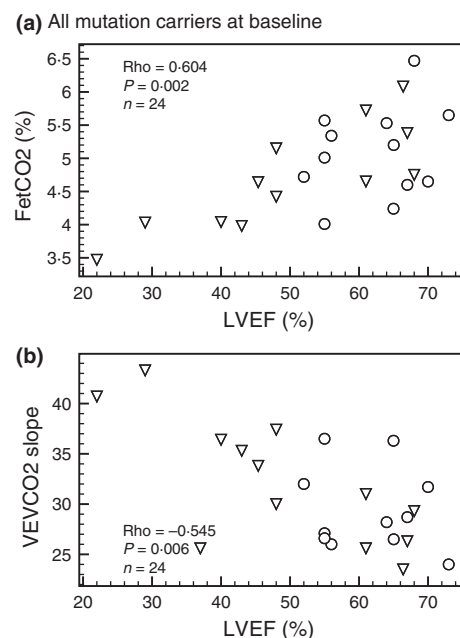 (a) All mutation carriers at baseline
6·5
6
5·5
5
4·5
4
3·5
FetCO2 (%)
Rho = 0·604
P = 0·002
n = 24
20 30 40 50 60 70
LVEF (%)
(b)
40
35
30
25
VEVCO2 slope
Rho = –0·545
P = 0·006
n = 24
20 30 40 50 60 70
LVEF (%)